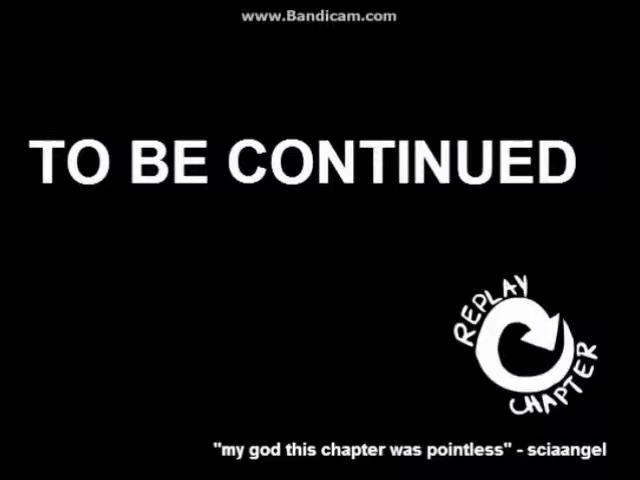 www.Bandicam.com
TO BE CONTINUED
REPLAY
CHAPTER
"my god this chapter was pointless" - sciaangel